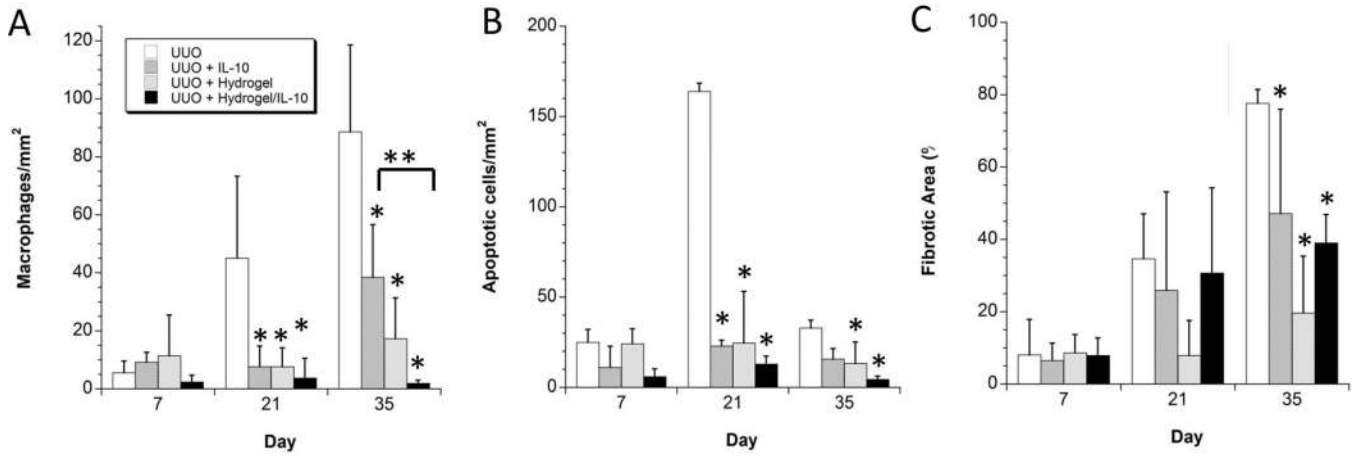 A
Macrophages/mm²
120
100
80
60
40
20
0
UUO
UUO + IL-10
UUO + Hydrogel
UUO + Hydrogel/IL-10
* * *
**
*
*
*
7 21 35
Day
B
Apoptotic cells/mm²
200
150
100
50
0
* * *
* *
7 21 35
Day
C
Fibrotic Area (%
100
80
60
40
20
0
* * *
7 21 35
Day